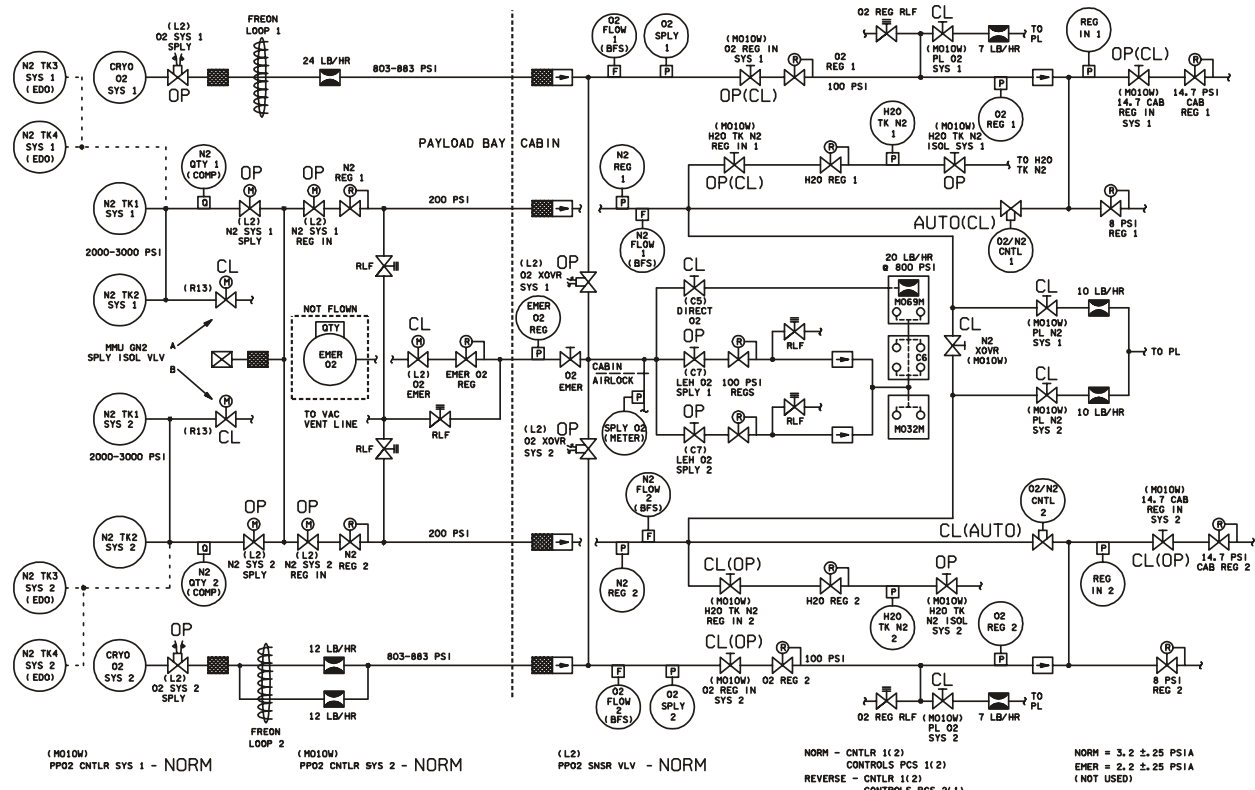 FREON
LOOP 1
(L2)
O2 SYS 1
SPLY
OP
24 LB/HR
803-883 PSI
N2 TK3
SYS 1
(EDO)
CRYO
O2
SYS 1
N2 TK4
SYS 1
(EDO)
PAYLOAD BAY
CABIN
O2
FLOW
1
(BFS)
F
O2
SPLY
1
P
(MO10W)
O2 REG IN
SYS 1
OP(CL)
R
O2
REG 1
100 PSI
O2 REG RLF
CL
(MO10W)
PL O2
SYS 1
7 LB/HR
TO
PL
P
O2
REG 1
REG
IN 1
P
OP(CL)
(MO10W)
14.7 CAB
REG IN
SYS 1
R
14.7 PSI
CAB
REG 1
N2
QTY 1
(COMP)
Q
OP
M
(L2)
N2 SYS 1
SPLY
OP
M
(L2)
N2 SYS 1
REG IN
N2
REG 1
R
200 PSI
N2 TK1
SYS 1
2000-3000 PSI
N2
REG
1
P
F
N2
FLOW
1
(BFS)
(MO10W)
H2O TK N2
REG IN 1
OP(CL)
R
H2O REG 1
H2O
TK N2
1
P
(MO10W)
H2O TK N2
ISOL SYS 1
OP
TO H2O
TK N2
AUTO(CL)
O2/N2
CNTL
1
R
8 PSI
REG 1
N2 TK2
SYS 1
(R13)
CL
M
MMU GN2
SPLY ISOL VLV
A
B
RLF
NOT FLOWN
QTY
EMER
O2
CL
M
(L2)
O2
EMER
R
EMER O2
REG
RLF
TO VAC
VENT LINE
RLF
(L2)
O2 XOVR
SYS 1
OP
EMER
O2
REG
P
O2
EMER
CABIN
AIRLOCK
P
SPLY O2
(METER)
(L2)
O2 XOVR
SYS 2
OP
CL
(C5)
DIRECT
O2
OP
(C7)
LEH O2
SPLY 1
R
100 PSI
REGS
RLF
OP
(C7)
LEH O2
SPLY 2
R
RLF
20 LB/HR
@ 800 PSI
MO69M
C6
MO32M
CL
N2
XOVR
(MO10W)
CL
(MO10W)
PL N2
SYS 1
10 LB/HR
TO PL
CL
(MO10W)
PL N2
SYS 2
10 LB/HR
N2 TK1
SYS 2
(R13)
M
CL
2000-3000 PSI
N2 TK2
SYS 2
Q
N2
QTY 2
(COMP)
OP
M
(L2)
N2 SYS 2
SPLY
OP
M
(L2)
N2 SYS 2
REG IN
R
N2
REG 2
200 PSI
N2
FLOW
2
(BFS)
F
P
N2
REG 2
CL(AUTO)
O2/N2
CNTL
2
P
REG
IN 2
(MO10W)
14.7 CAB
REG IN
SYS 2
CL(OP)
R
14.7 PSI
CAB REG 2
N2 TK3
SYS 2
(EDO)
N2 TK4
SYS 2
(EDO)
CL(OP)
(MO10W)
H2O TK N2
REG IN 2
R
H2O REG 2
P
H2O
TK N2
2
OP
(MO10W)
H2O TK
N2 ISOL
SYS 2
CRYO
O2
SYS 2
OP
(L2)
O2 SYS 2
SPLY
FREON
LOOP 2
12 LB/HR
12 LB/HR
803-883 PSI
F
O2
FLOW
2
(BFS)
P
O2
SPLY
2
CL(OP)
(MO10W)
O2 REG IN
SYS 2
R
O2 REG 2
100 PSI
O2 REG RLF
CL
(MO10W)
PL O2
SYS 2
7 LB/HR
TO
PL
O2
REG 2
P
R
8 PSI
REG 2
(MO10W)
PPO2 CNTLR SYS 1 - NORM
(MO10W)
PPO2 CNTLR SYS 2 - NORM
(L2)
PPO2 SNSR VLV - NORM
NORM - CNTLR 1(2)
CONTROLS PCS 1(2)
REVERSE - CNTLR 1(2)
CONTROLS PCS 2(1)
NORM = 3.2 ±.25 PSIA
EMER = 2.2 ±.25 PSIA
(NOT USED)